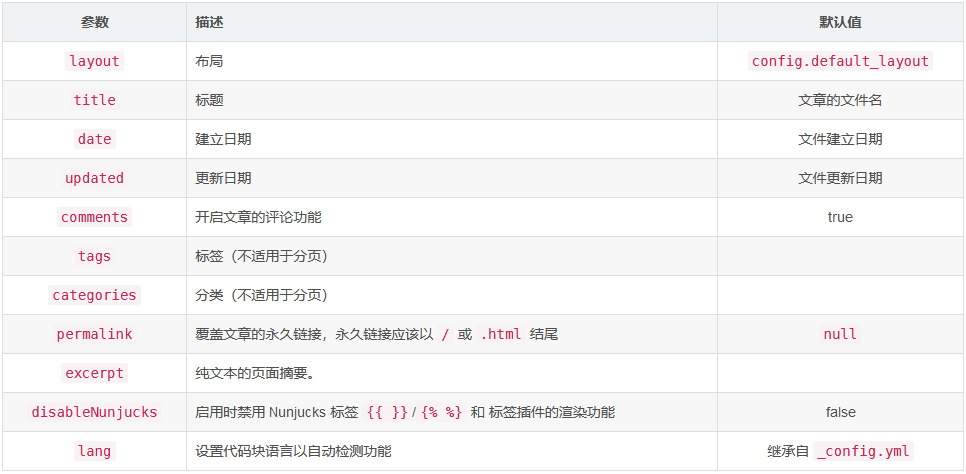 参数 描述 默认值
layout 布局 config.default_layout
title 标题 文章的文件名
date 建立日期 文件建立日期
updated 更新日期 文件更新日期
comments 开启文章的评论功能 true
tags 标签（不适用于分页）
categories 分类（不适用于分页）
permalink 覆盖文章的永久链接，永久链接应该以 / 或 .html 结尾 null
excerpt 纯文本的页面摘要。
disableNunjucks 启用时禁用 Nunjucks 标签 {{ }} / {% %} 和 标签插件的渲染功能 false
lang 设置代码块语言以自动检测功能 继承自 _config.yml